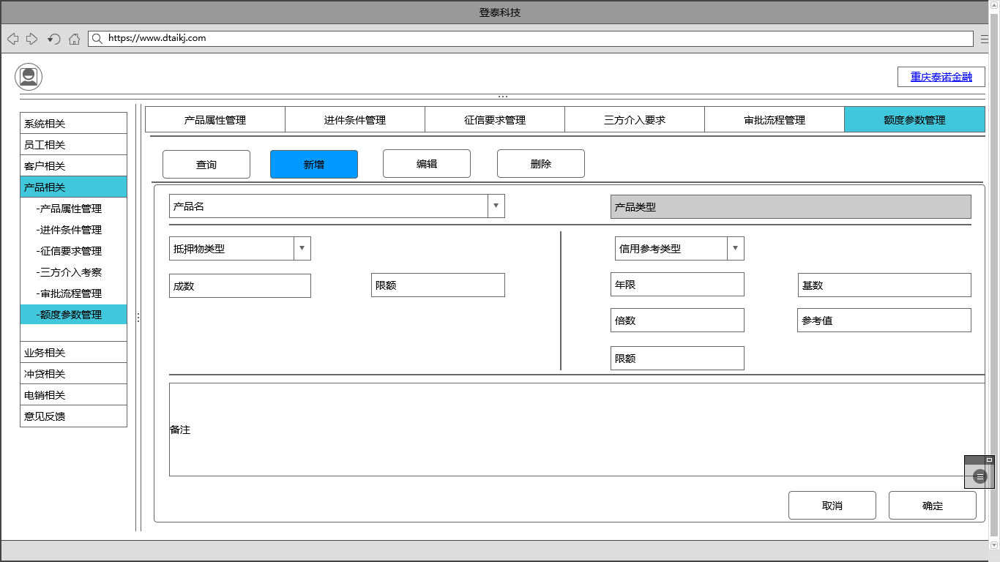 登泰科技
https://www.dtaikj.com
重庆泰诺金融
系统相关
员工相关
客户相关
产品相关
-产品属性管理
-进件条件管理
-征信要求管理
-三方介入考察
-审批流程管理
-额度参数管理
业务相关
冲贷相关
电销相关
意见反馈
产品属性管理
进件条件管理
征信要求管理
三方介入要求
审批流程管理
额度参数管理
查询
新增
编辑
删除
产品名
产品类型
抵押物类型
成数
限额
信用参考类型
年限
基数
倍数
参考值
限额
备注
取消
确定